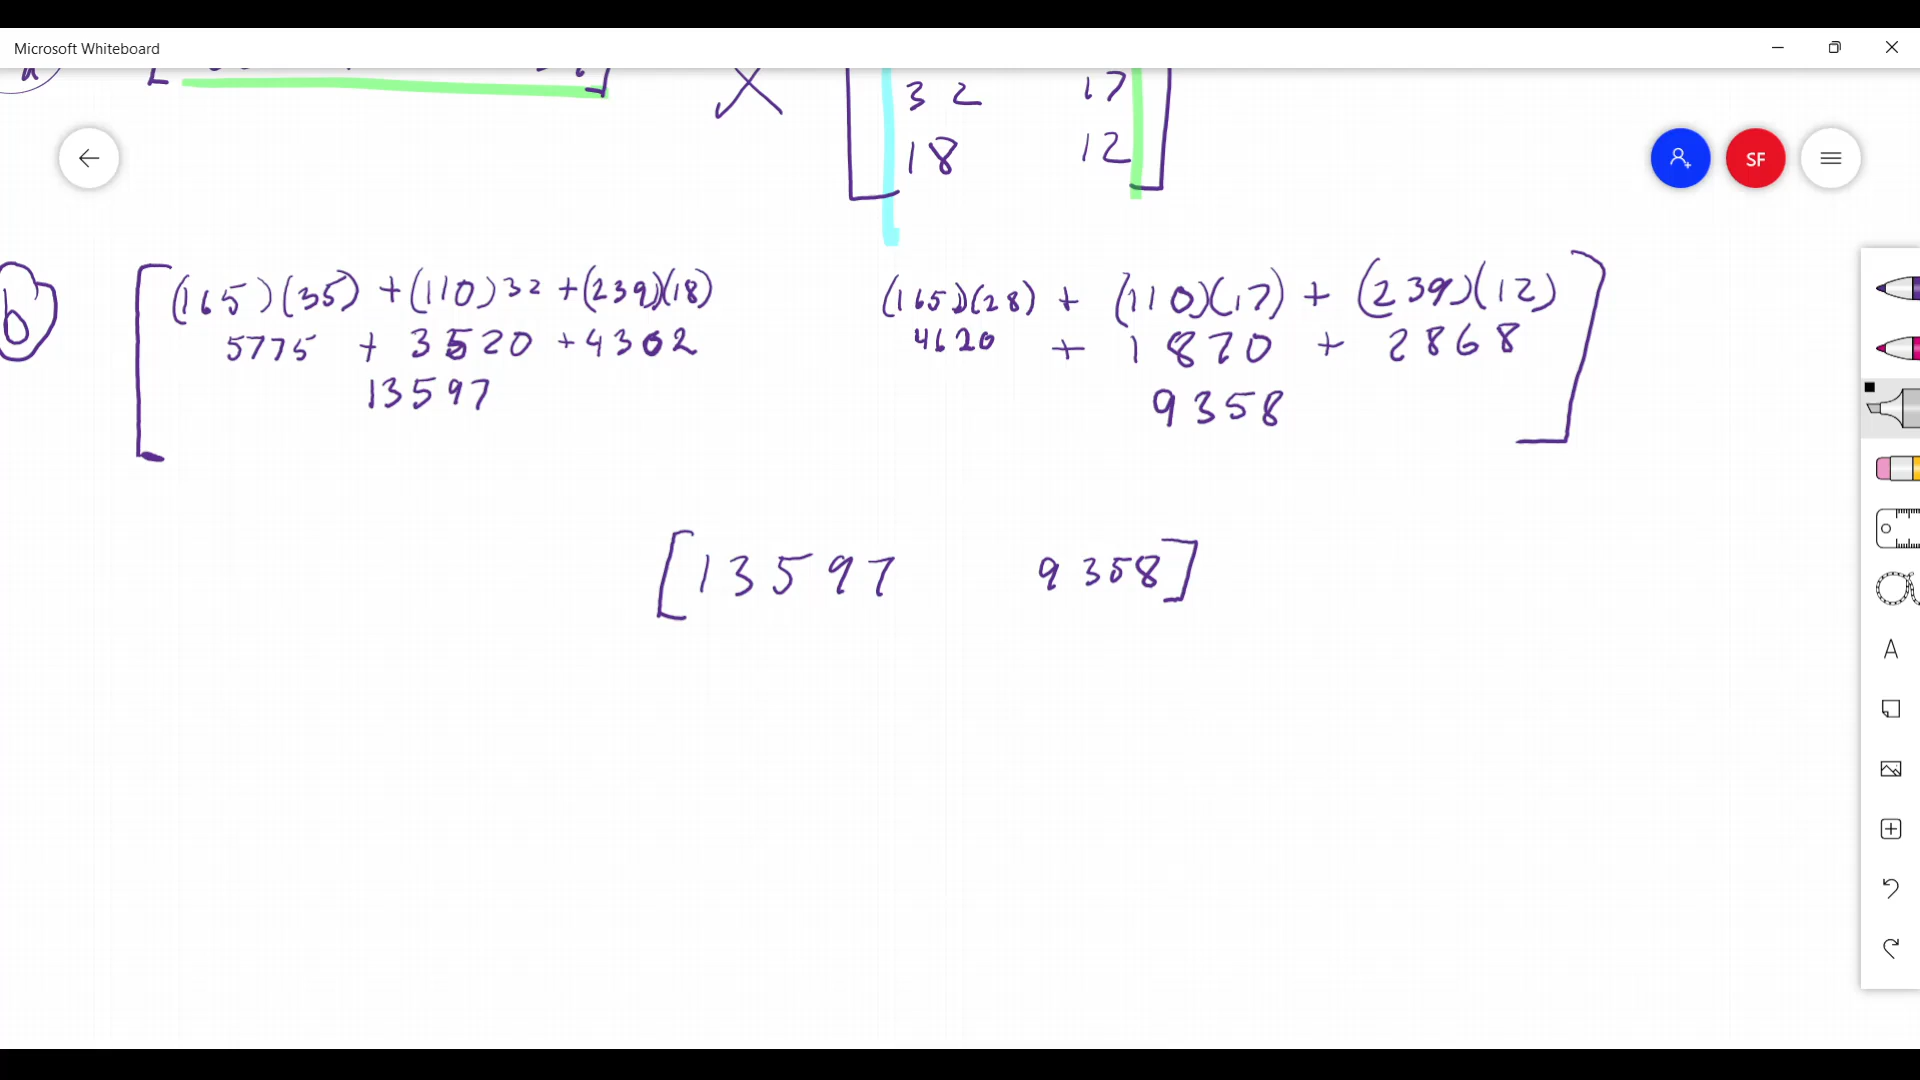 Microsoft Whiteboard
32 17
18 12
SF
b
(165)(35) + (110)32 + (239)(18) (165)(28) + (110)(17) + (239)(12)
5775 + 3520 + 4302 4620 + 1870 + 2868
13597 9358
[13597 9358]
A